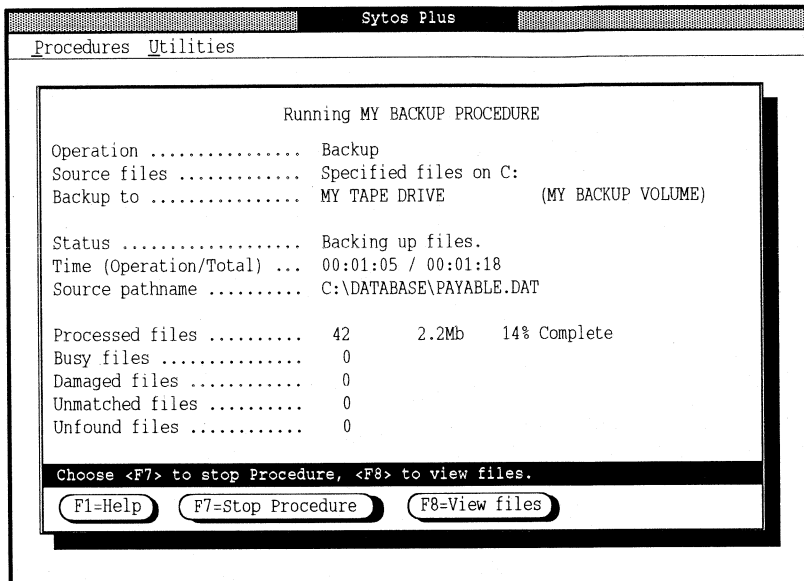 Sytos Plus
Procedures Utilities
Running MY BACKUP PROCEDURE
Operation ................ Backup
Source files ............. Specified files on C:
Backup to ................ MY TAPE DRIVE (MY BACKUP VOLUME)
Status ................... Backing up files.
Time (Operation/Total) ... 00:01:05 / 00:01:18
Source pathname .......... C:\DATABASE\PAYABLE.DAT
Processed files .......... 42 2.2Mb 14% Complete
Busy files ............... 0
Damaged files ............ 0
Unmatched files .......... 0
Unfound files ............ 0
Choose <F7> to stop Procedure, <F8> to view files.
F1=Help F7=Stop Procedure F8=View files